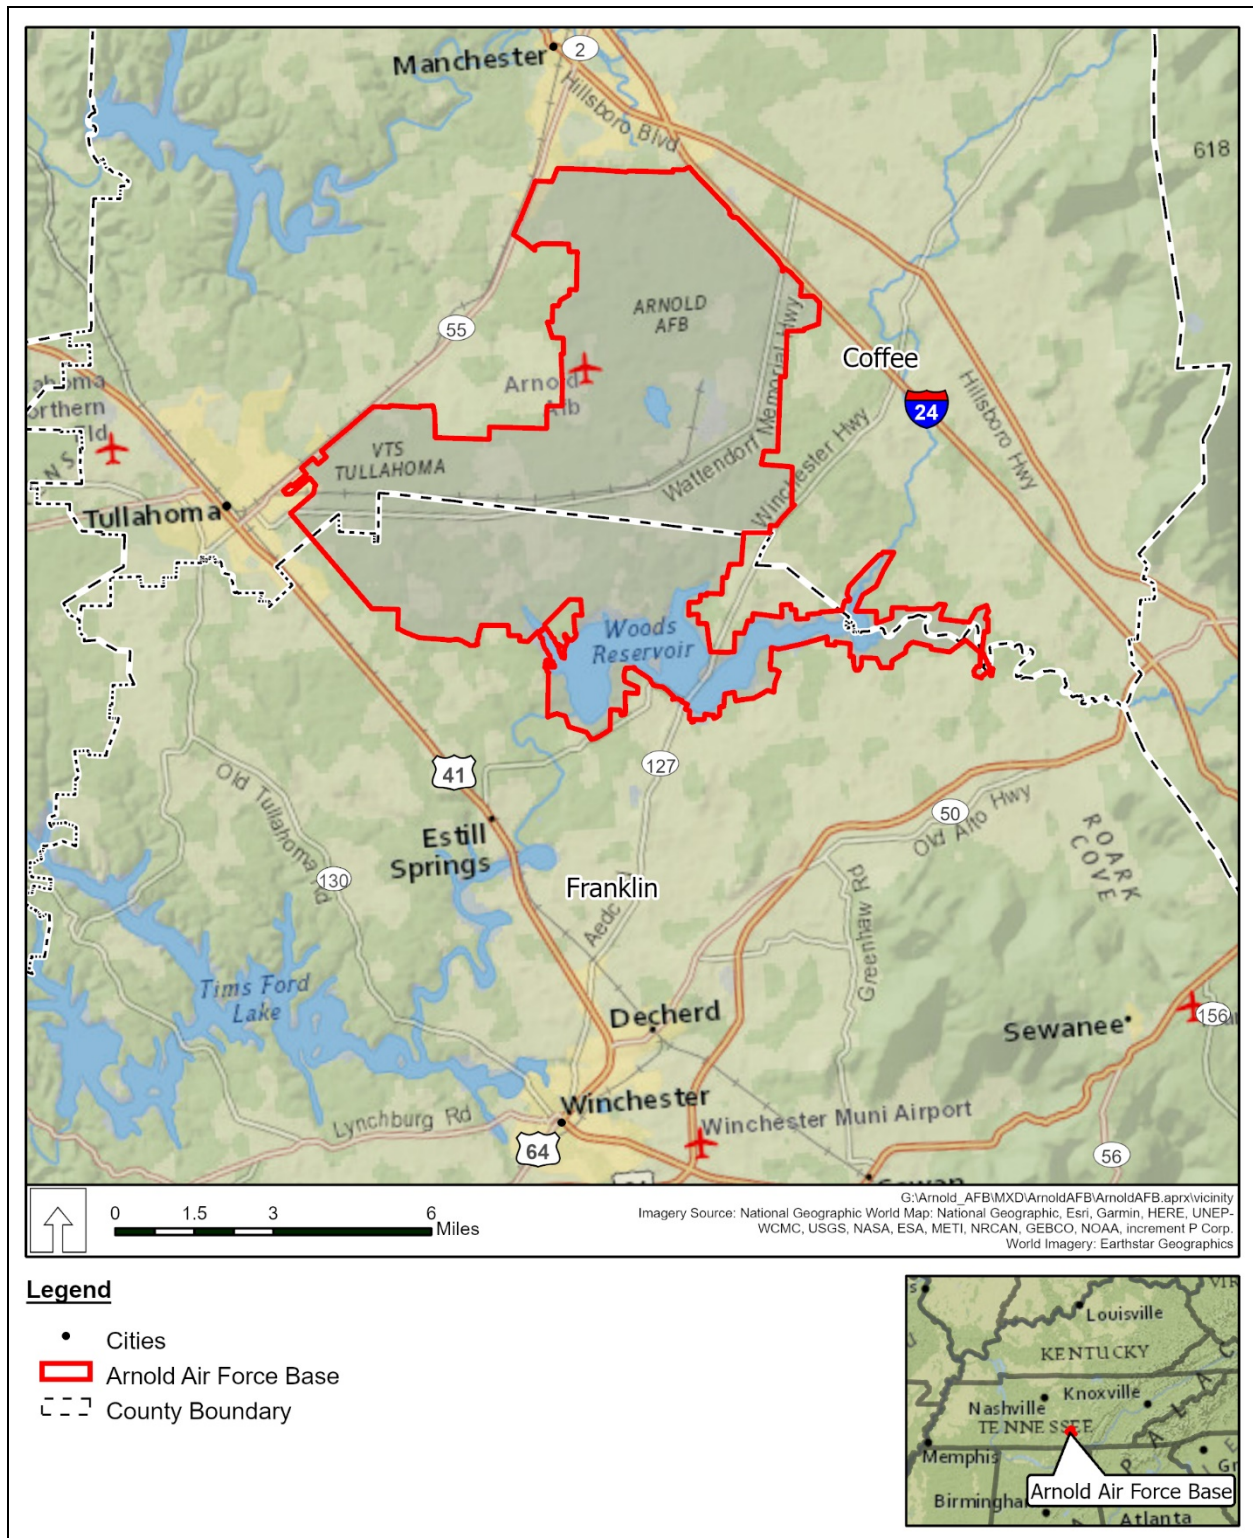 Manchester
2
Hillsboro Blvd
618
ARNOLD
AFB
55
Coffee
Arnold
Afb
24
Hillsboro Hwy
Wattendorf Memorial Hwy
Winchester Hwy
VTS
TULLAHOMA
Tullahoma
Woods
Reservoir
41
127
Old Tullahoma Rd
130
Estill
Springs
50
Old Alto Hwy
ROARK
COVE
Franklin
Aedc
Greenhaw Rd
Tims Ford
Lake
Decherd
Sewanee
156
Winchester
Lynchburg Rd
Winchester Muni Airport
64
56
0 1.5 3 6
Miles
G:\Arnold_AFB\MXD\ArnoldAFB\ArnoldAFB.aprx\vicinity
Imagery Source: National Geographic World Map: National Geographic, Esri, Garmin, HERE, UNEP-
WCMC, USGS, NASA, ESA, METI, NRCAN, GEBCO, NOAA, increment P Corp.
World Imagery: Earthstar Geographics
Legend
Cities
Arnold Air Force Base
County Boundary
Louisville
KENTUCKY
Knoxville
Nashville
TENNESSEE
Memphis
Arnold Air Force Base
Atlanta